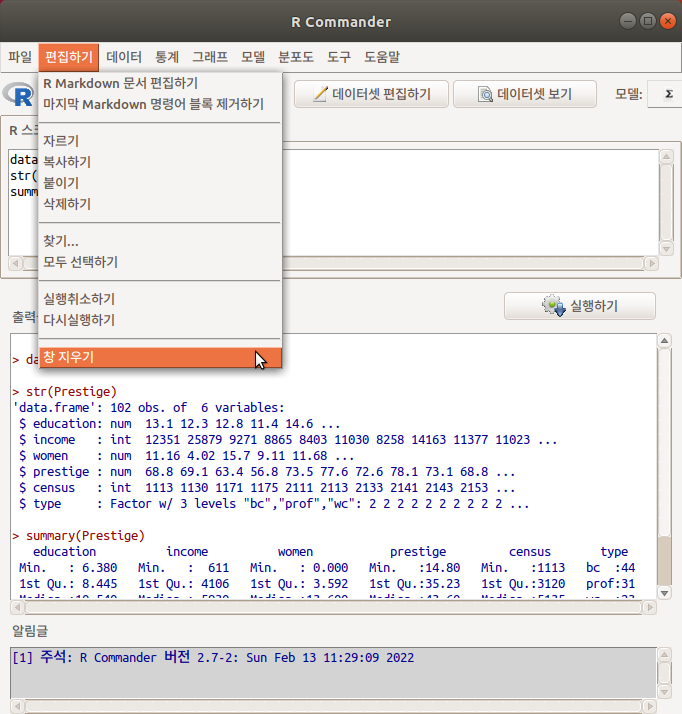 R Commander
파일 편집하기 데이터 통계 그래프 모델 분포도 도구 도움말
R Markdown 문서 편집하기
마지막 Markdown 명령어 블록 제거하기
R 데이터셋 편집하기 데이터셋 보기 모델: Σ
R 스
자르기
복사하기
붙이기
삭제하기
찾기...
모두 선택하기
실행취소하기
다시실행하기
창 지우기
data
str(
summ
실행하기
출력
> da
> str(Prestige)
'data.frame': 102 obs. of  6 variables:
 $ education: num  13.1 12.3 12.8 11.4 14.6 ...
 $ income   : int  12351 25879 9271 8865 8403 11030 8258 14163 11377 11023 ...
 $ women    : num  11.16 4.02 15.7 9.11 11.68 ...
 $ prestige : num  68.8 69.1 63.4 56.8 73.5 77.6 72.6 78.1 73.1 68.8 ...
 $ census   : int  1113 1130 1171 1175 2111 2113 2133 2141 2143 2153 ...
 $ type     : Factor w/ 3 levels "bc","prof","wc": 2 2 2 2 2 2 2 2 2 2 ...
> summary(Prestige)
education income women prestige census type
Min. : 6.380 Min. : 611 Min. : 0.000 Min. :14.80 Min. :1113 bc :44
1st Qu.: 8.445 1st Qu.: 4106 1st Qu.: 3.592 1st Qu.:35.23 1st Qu.:3120 prof:31
알림글
[1] 주석: R Commander 버전 2.7-2: Sun Feb 13 11:29:09 2022